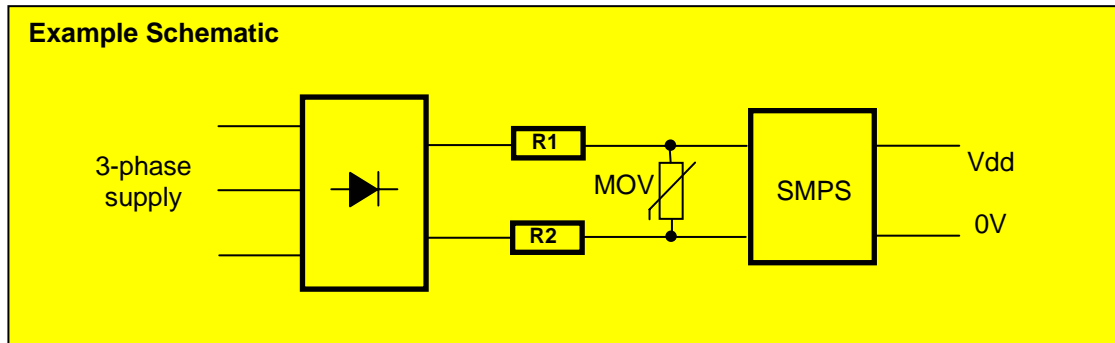 Example Schematic
3-phase
supply
R1
R2
MOV
SMPS
Vdd
0V